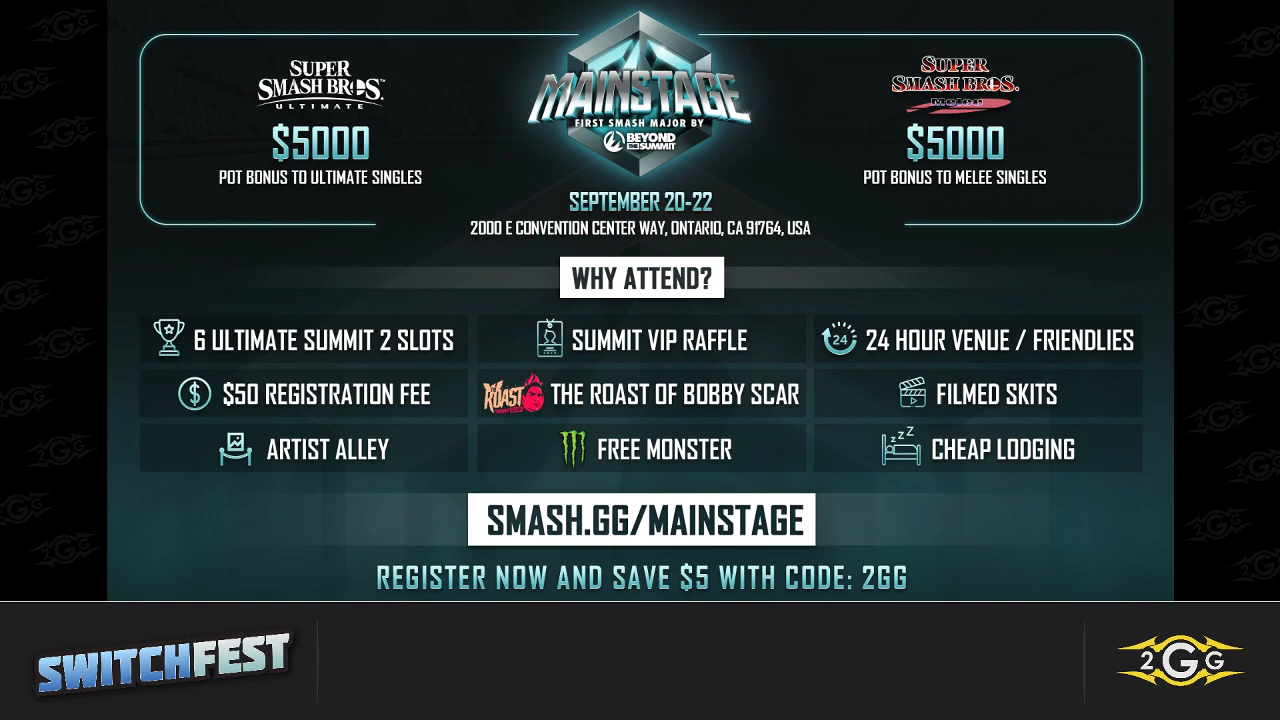 SUPER
SMASH BROS.™
ULTIMATE
$5000
POT BONUS TO ULTIMATE SINGLES
MAINSTAGE
FIRST SMASH MAJOR BY
BEYOND
THE SUMMIT
SEPTEMBER 20-22
2000 E CONVENTION CENTER WAY, ONTARIO, CA 91764, USA
SUPER
SMASH BROS.
Melee
$5000
POT BONUS TO MELEE SINGLES
WHY ATTEND?
6 ULTIMATE SUMMIT 2 SLOTS
SUMMIT VIP RAFFLE
24
24 HOUR VENUE / FRIENDLIES
$
$50 REGISTRATION FEE
THE ROAST
THE ROAST OF BOBBY SCAR
FILMED SKITS
ARTIST ALLEY
FREE MONSTER
zzZ
CHEAP LODGING
SMASH.GG/MAINSTAGE
REGISTER NOW AND SAVE $5 WITH CODE: 2GG
SWITCHFEST
2GG